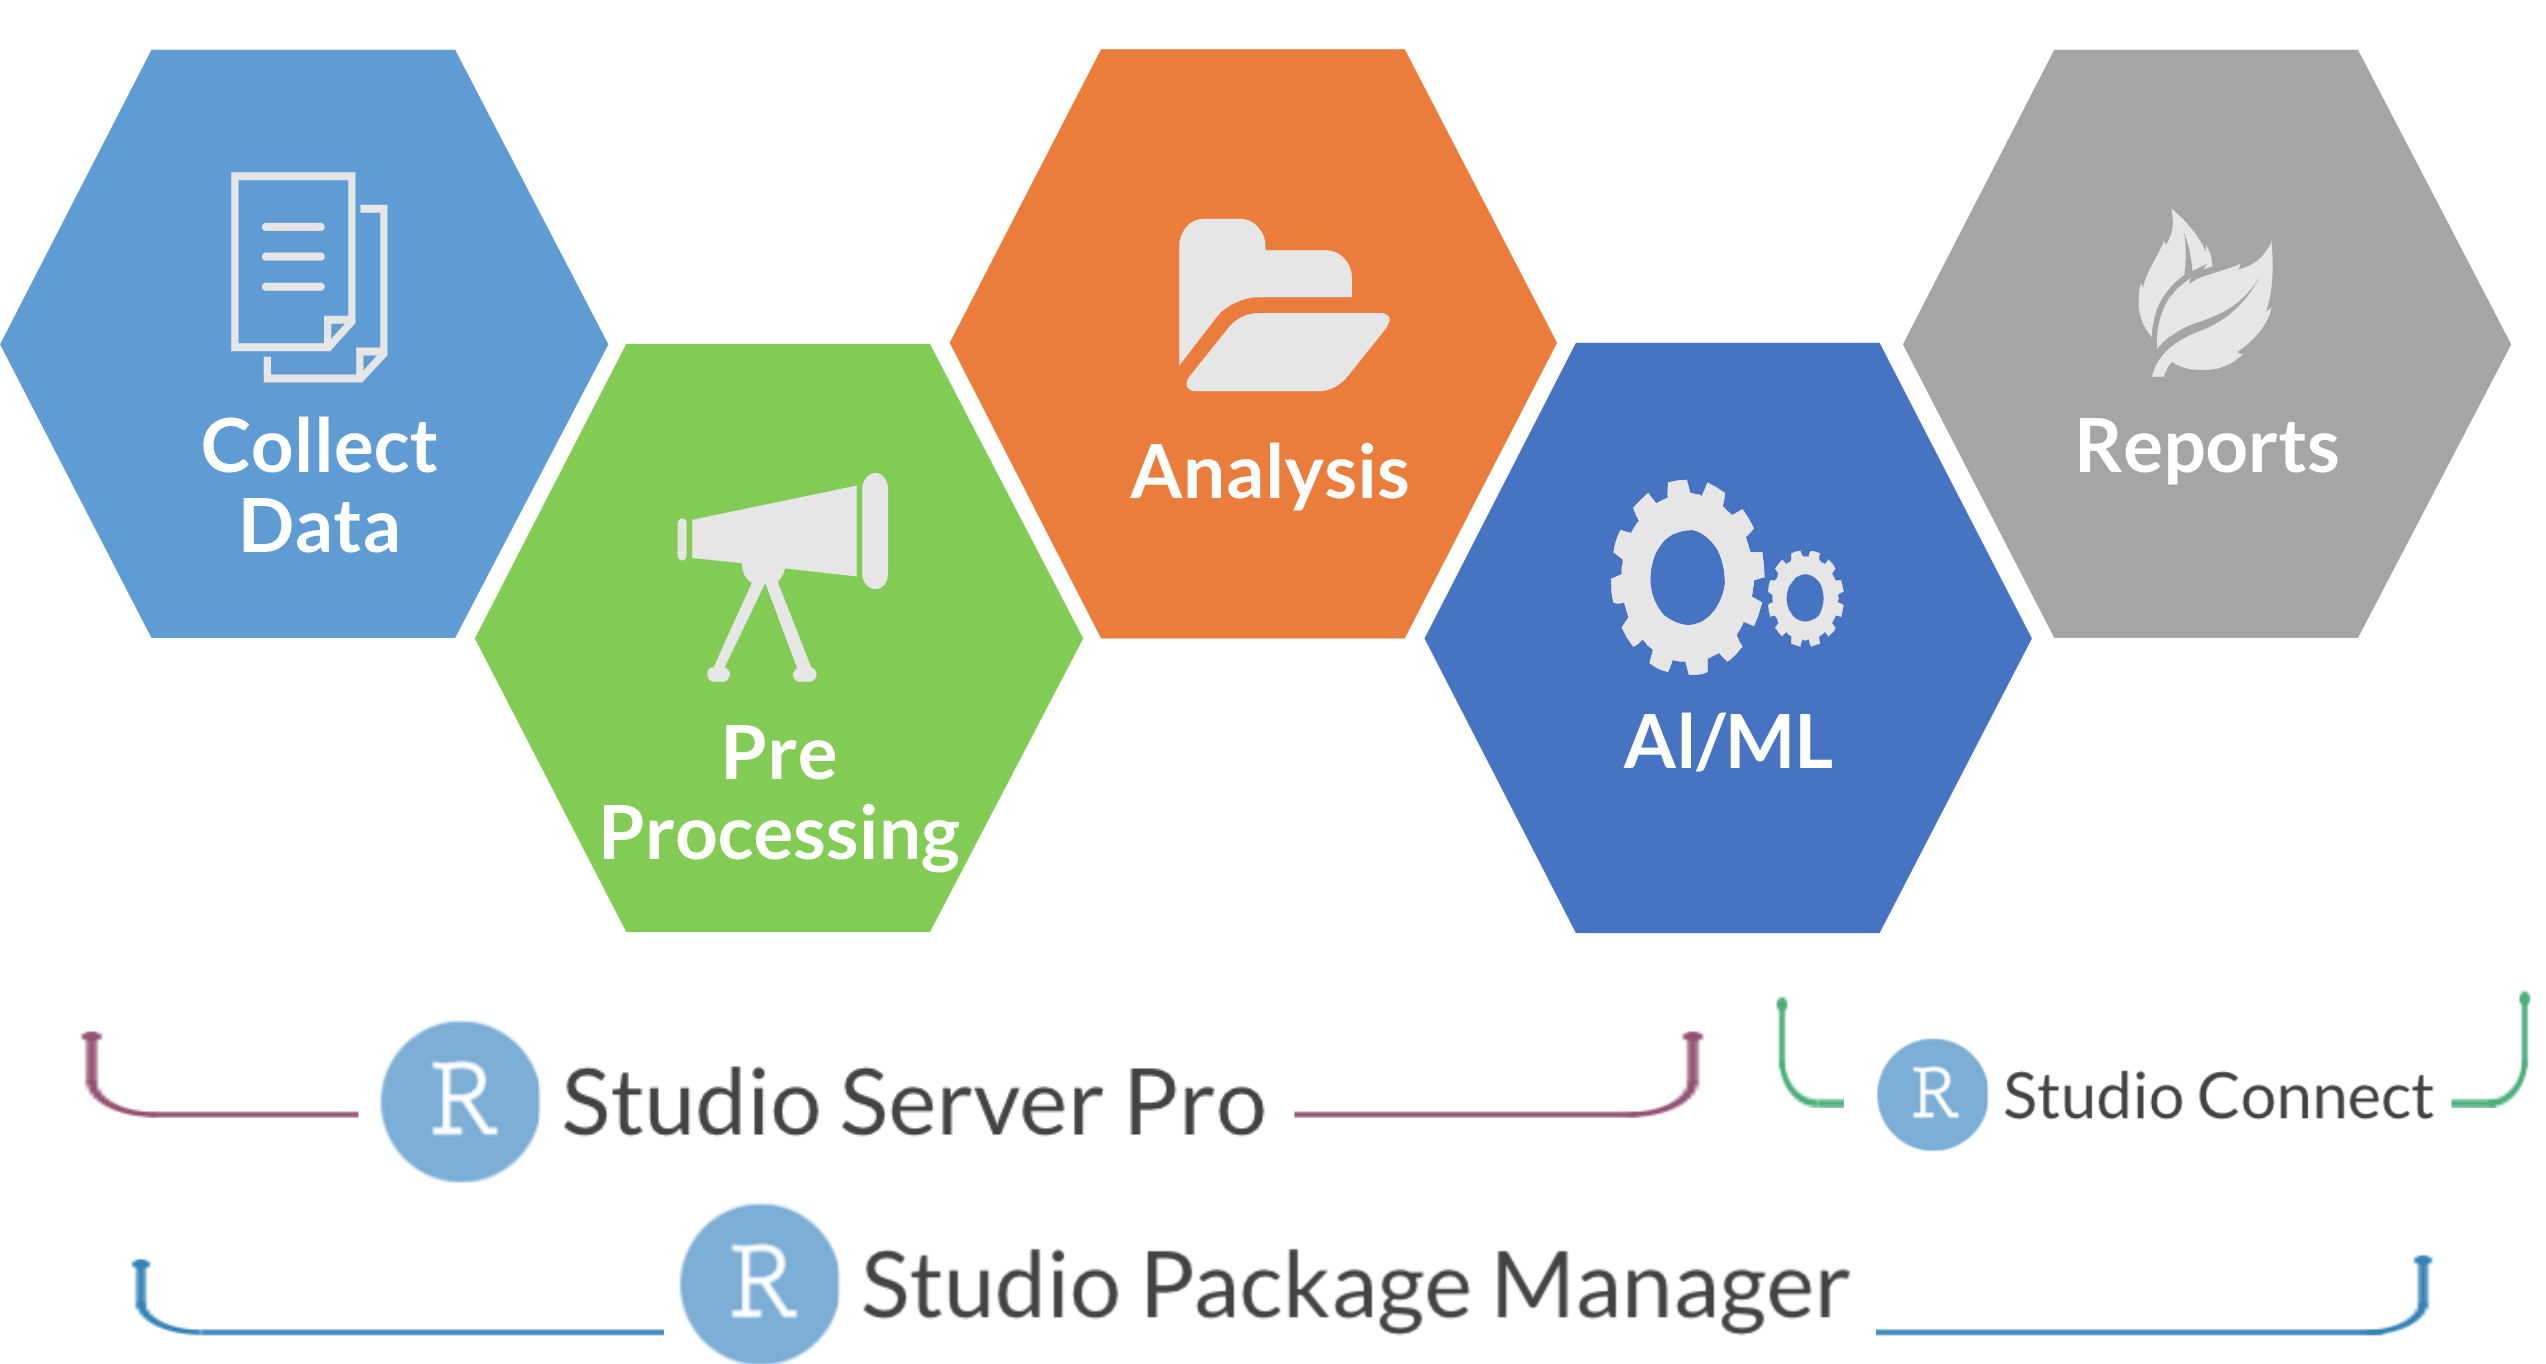 Collect
Data
Pre
Processing
Analysis
AI/ML
Reports
R Studio Server Pro
R Studio Connect
R Studio Package Manager